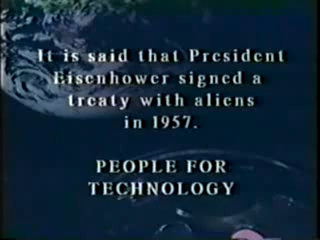 It is said that President
Eisenhower signed a
treaty with aliens
in 1957.
PEOPLE FOR
TECHNOLOGY